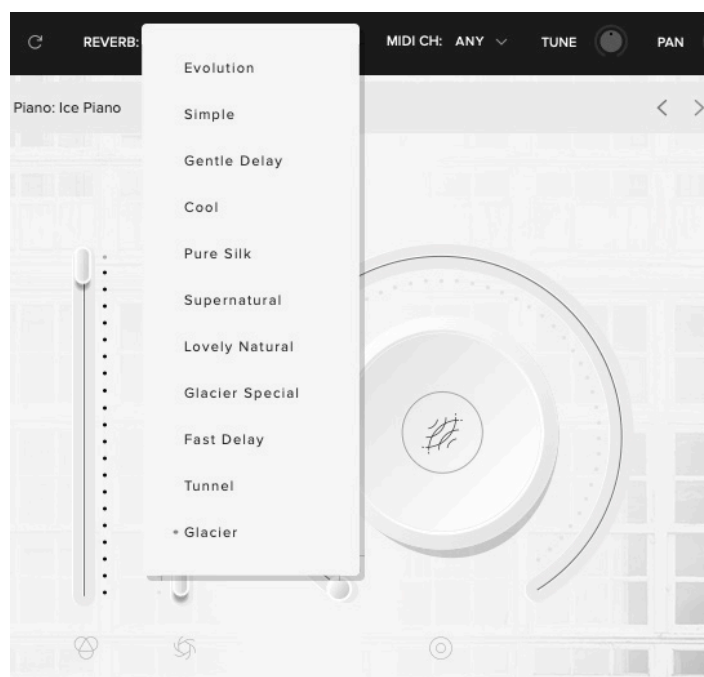 REVERB:
MIDI CH: ANY
TUNE
PAN
Piano: Ice Piano
Evolution
Simple
Gentle Delay
Cool
Pure Silk
Supernatural
Lovely Natural
Glacier Special
Fast Delay
Tunnel
Glacier